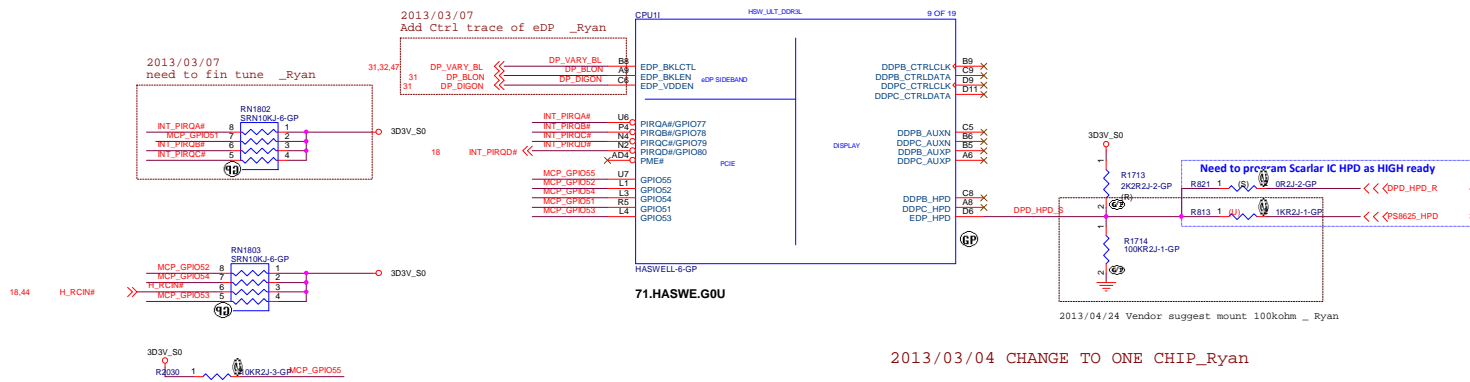 2013/03/07
Add Ctrl trace of eDP _Ryan
2013/03/07
need to fin tune _Ryan
CPU1I
HSW_ULT_DDR3L
9 OF 19
31,32,47
DP_VARY_BL
DP_VARY_BL
B8
EDP_BKLCTL
31
DP_BLON
DP_BLON
A9
EDP_BKLEN
31
DP_DIGON
DP_DIGON
C6
EDP_VDDEN
eDP SIDEBAND
DDPB_CTRLCLK
B9
DDPB_CTRLDATA
C9
DDPC_CTRLCLK
D9
DDPC_CTRLDATA
D11
RN1802
SRN10KJ-6-GP
INT_PIRQA#
8
1
MCP_GPIO51
7
2
INT_PIRQB#
6
3
INT_PIRQC#
5
4
3D3V_S0
GP
INT_PIRQA#
U6
PIRQA#/GPIO77
INT_PIRQB#
P4
PIRQB#/GPIO78
INT_PIRQC#
N4
PIRQC#/GPIO79
18
INT_PIRQD#
INT_PIRQD#
N2
PIRQD#/GPIO80
AD4
PME#
PCIE
DISPLAY
DDPB_AUXN
C5
DDPC_AUXN
B6
DDPB_AUXP
B5
DDPC_AUXP
A6
MCP_GPIO55
U7
GPIO55
MCP_GPIO52
L1
GPIO52
MCP_GPIO54
L3
GPIO54
MCP_GPIO51
R5
GPIO51
MCP_GPIO53
L4
GPIO53
DDPB_HPD
C8
DDPC_HPD
A8
EDP_HPD
D6
DPD_HPD_S
GP
HASWELL-6-GP
71.HASWE.G0U
3D3V_S0
1
R1713
2K2R2J-2-GP
(R)
2
GP
Need to program Scarlar IC HPD as HIGH ready
R821
1
(S)
0R2J-2-GP
DPD_HPD_R
R813
1
(U)
1KR2J-1-GP
PS8625_HPD
1
R1714
100KR2J-1-GP
2
GP
2013/04/24 Vendor suggest mount 100kohm _ Ryan
RN1803
SRN10KJ-6-GP
MCP_GPIO52
8
1
MCP_GPIO54
7
2
18,44
H_RCIN#
H_RCIN#
6
3
MCP_GPIO53
5
4
3D3V_S0
GP
3D3V_S0
R2030
1
10KR2J-3-GP
MCP_GPIO55
2013/03/04 CHANGE TO ONE CHIP_Ryan